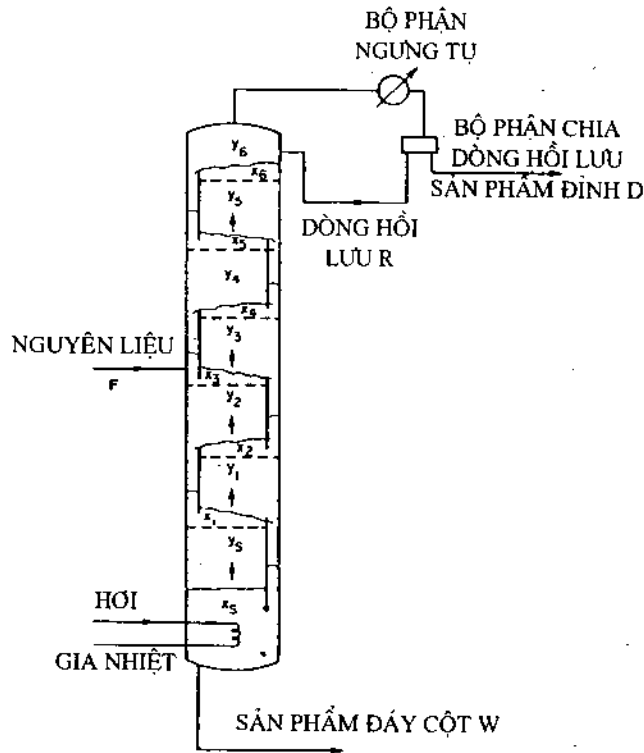 BỘ PHẬN
NGƯNG TỤ
BỘ PHẬN CHIA
DÒNG HỒI LƯU
SẢN PHẨM ĐỈNH D
DÒNG HỒI
LƯU R
y6
x6
y5
x5
y4
x4
y3
NGUYÊN LIỆU
F
x3
y2
x2
y1
x1
yS
xS
HƠI
GIA NHIỆT
SẢN PHẨM ĐÁY CỘT W